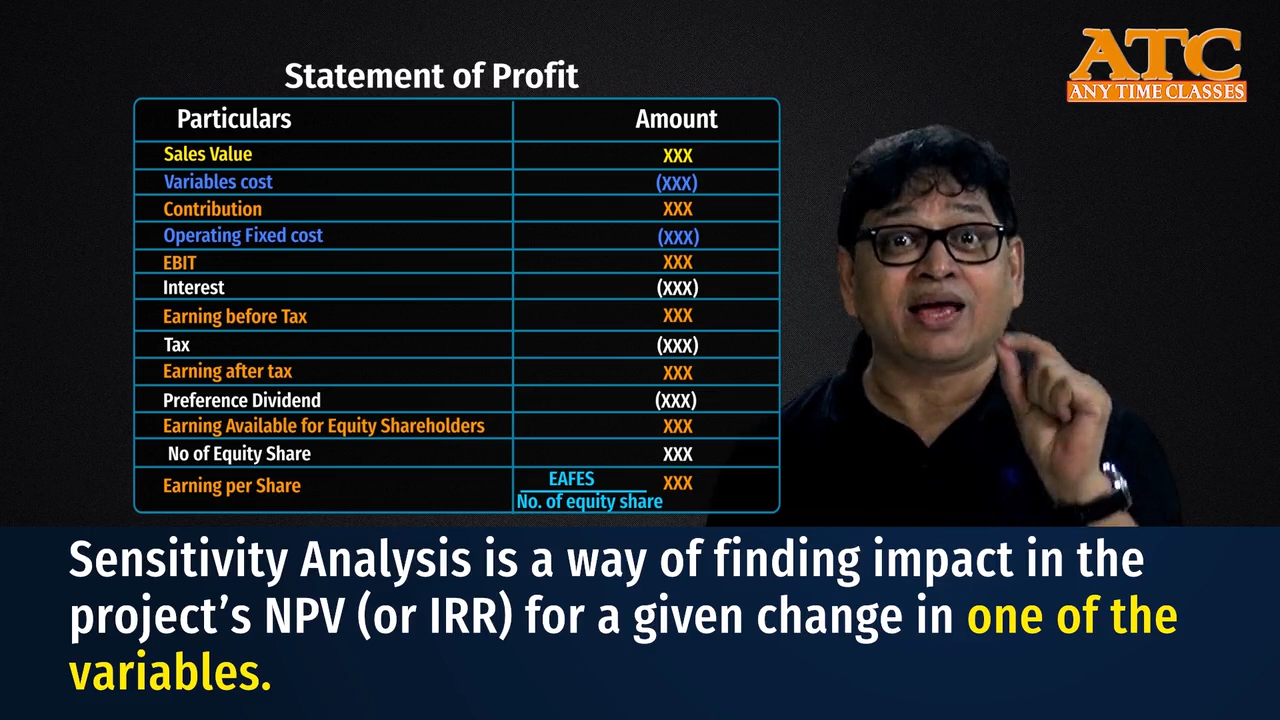 ATC
ANY TIME CLASSES
Statement of Profit
Particulars Amount
Sales Value XXX
Variables cost (XXX)
Contribution XXX
Operating Fixed cost (XXX)
EBIT XXX
Interest (XXX)
Earning before Tax XXX
Tax (XXX)
Earning after tax XXX
Preference Dividend (XXX)
Earning Available for Equity Shareholders XXX
No of Equity Share XXX
Earning per Share EAFES XXX
No. of equity share
Sensitivity Analysis is a way of finding impact in the
project’s NPV (or IRR) for a given change in one of the
variables.